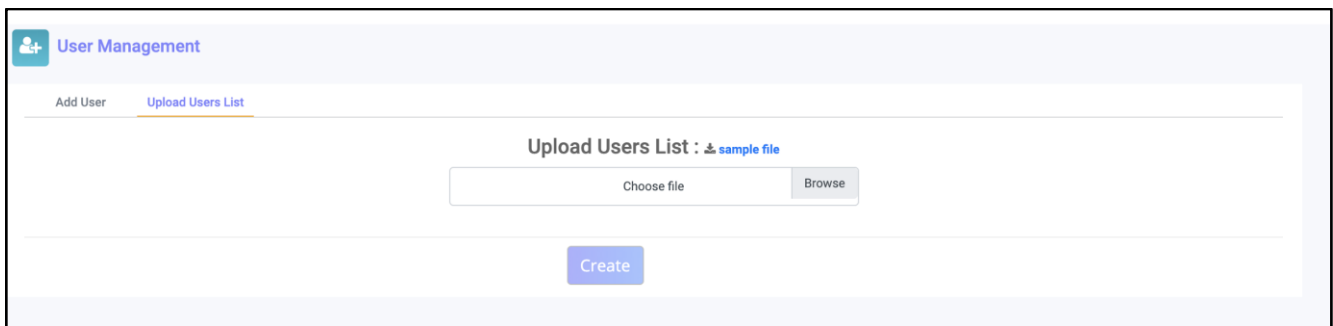 User Management
Add User Upload Users List
Upload Users List : sample file
Choose file Browse
Create